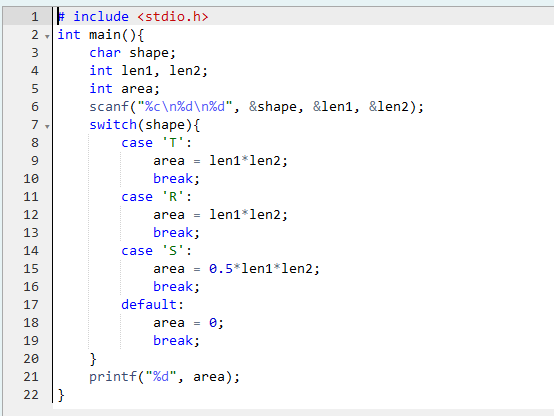 1 # include <stdio.h>
2 int main(){
3     char shape;
4     int len1, len2;
5     int area;
6     scanf("%c\n%d\n%d", &shape, &len1, &len2);
7     switch(shape){
8         case 'T':
9             area = len1*len2;
10             break;
11         case 'R':
12             area = len1*len2;
13             break;
14         case 'S':
15             area = 0.5*len1*len2;
16             break;
17         default:
18             area = 0;
19             break;
20     }
21     printf("%d", area);
22 }